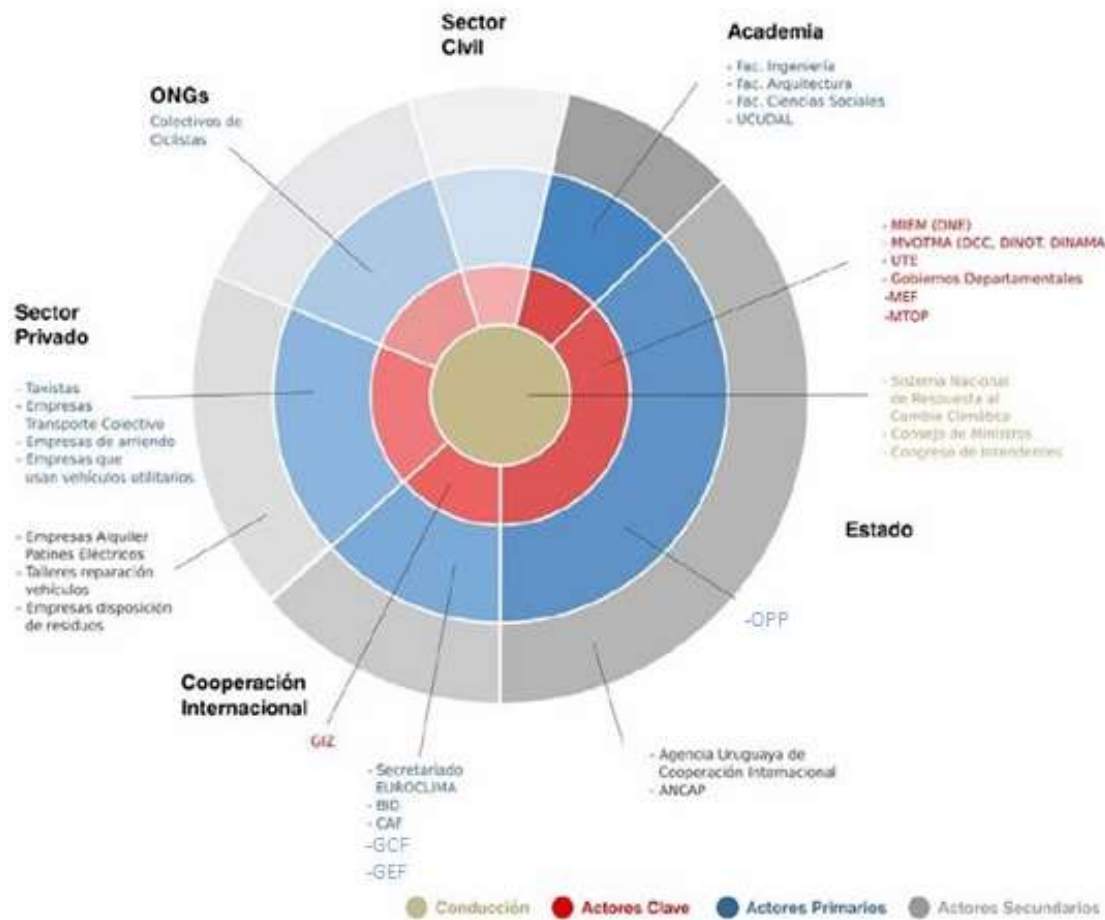 Sector
Civil
Academia
- Fac. Ingeniería
- Fac. Arquitectura
- Fac. Ciencias Sociales
- UCUDAL
ONGs
Colectivos de
Ciclistas
- MIEM (DNE)
- MVOTMA (DCC, DINOT, DINAMA
- UTE
- Gobiernos Departamentales
-MEF
-MTOP
Sector
Privado
- Taxistas
- Empresas
Transporte Colectivo
- Empresas de arriendo
- Empresas que
usan vehículos utilitarios
- Sistema Nacional
de Respuesta al
Cambio Climático
- Consejo de Ministros
- Congreso de Intendentes
- Empresas Alquiler
Patines Eléctricos
- Talleres reparación
vehículos
- Empresas disposición
de residuos
Estado
-OPP
Cooperación
Internacional
GIZ
- Secretariado
EUROCLIMA
- BID
- CAF
-GCF
-GEF
- Agencia Uruguaya de
Cooperación Internacional
- ANCAP
Conducción
Actores Clave
Actores Primarios
Actores Secundarios